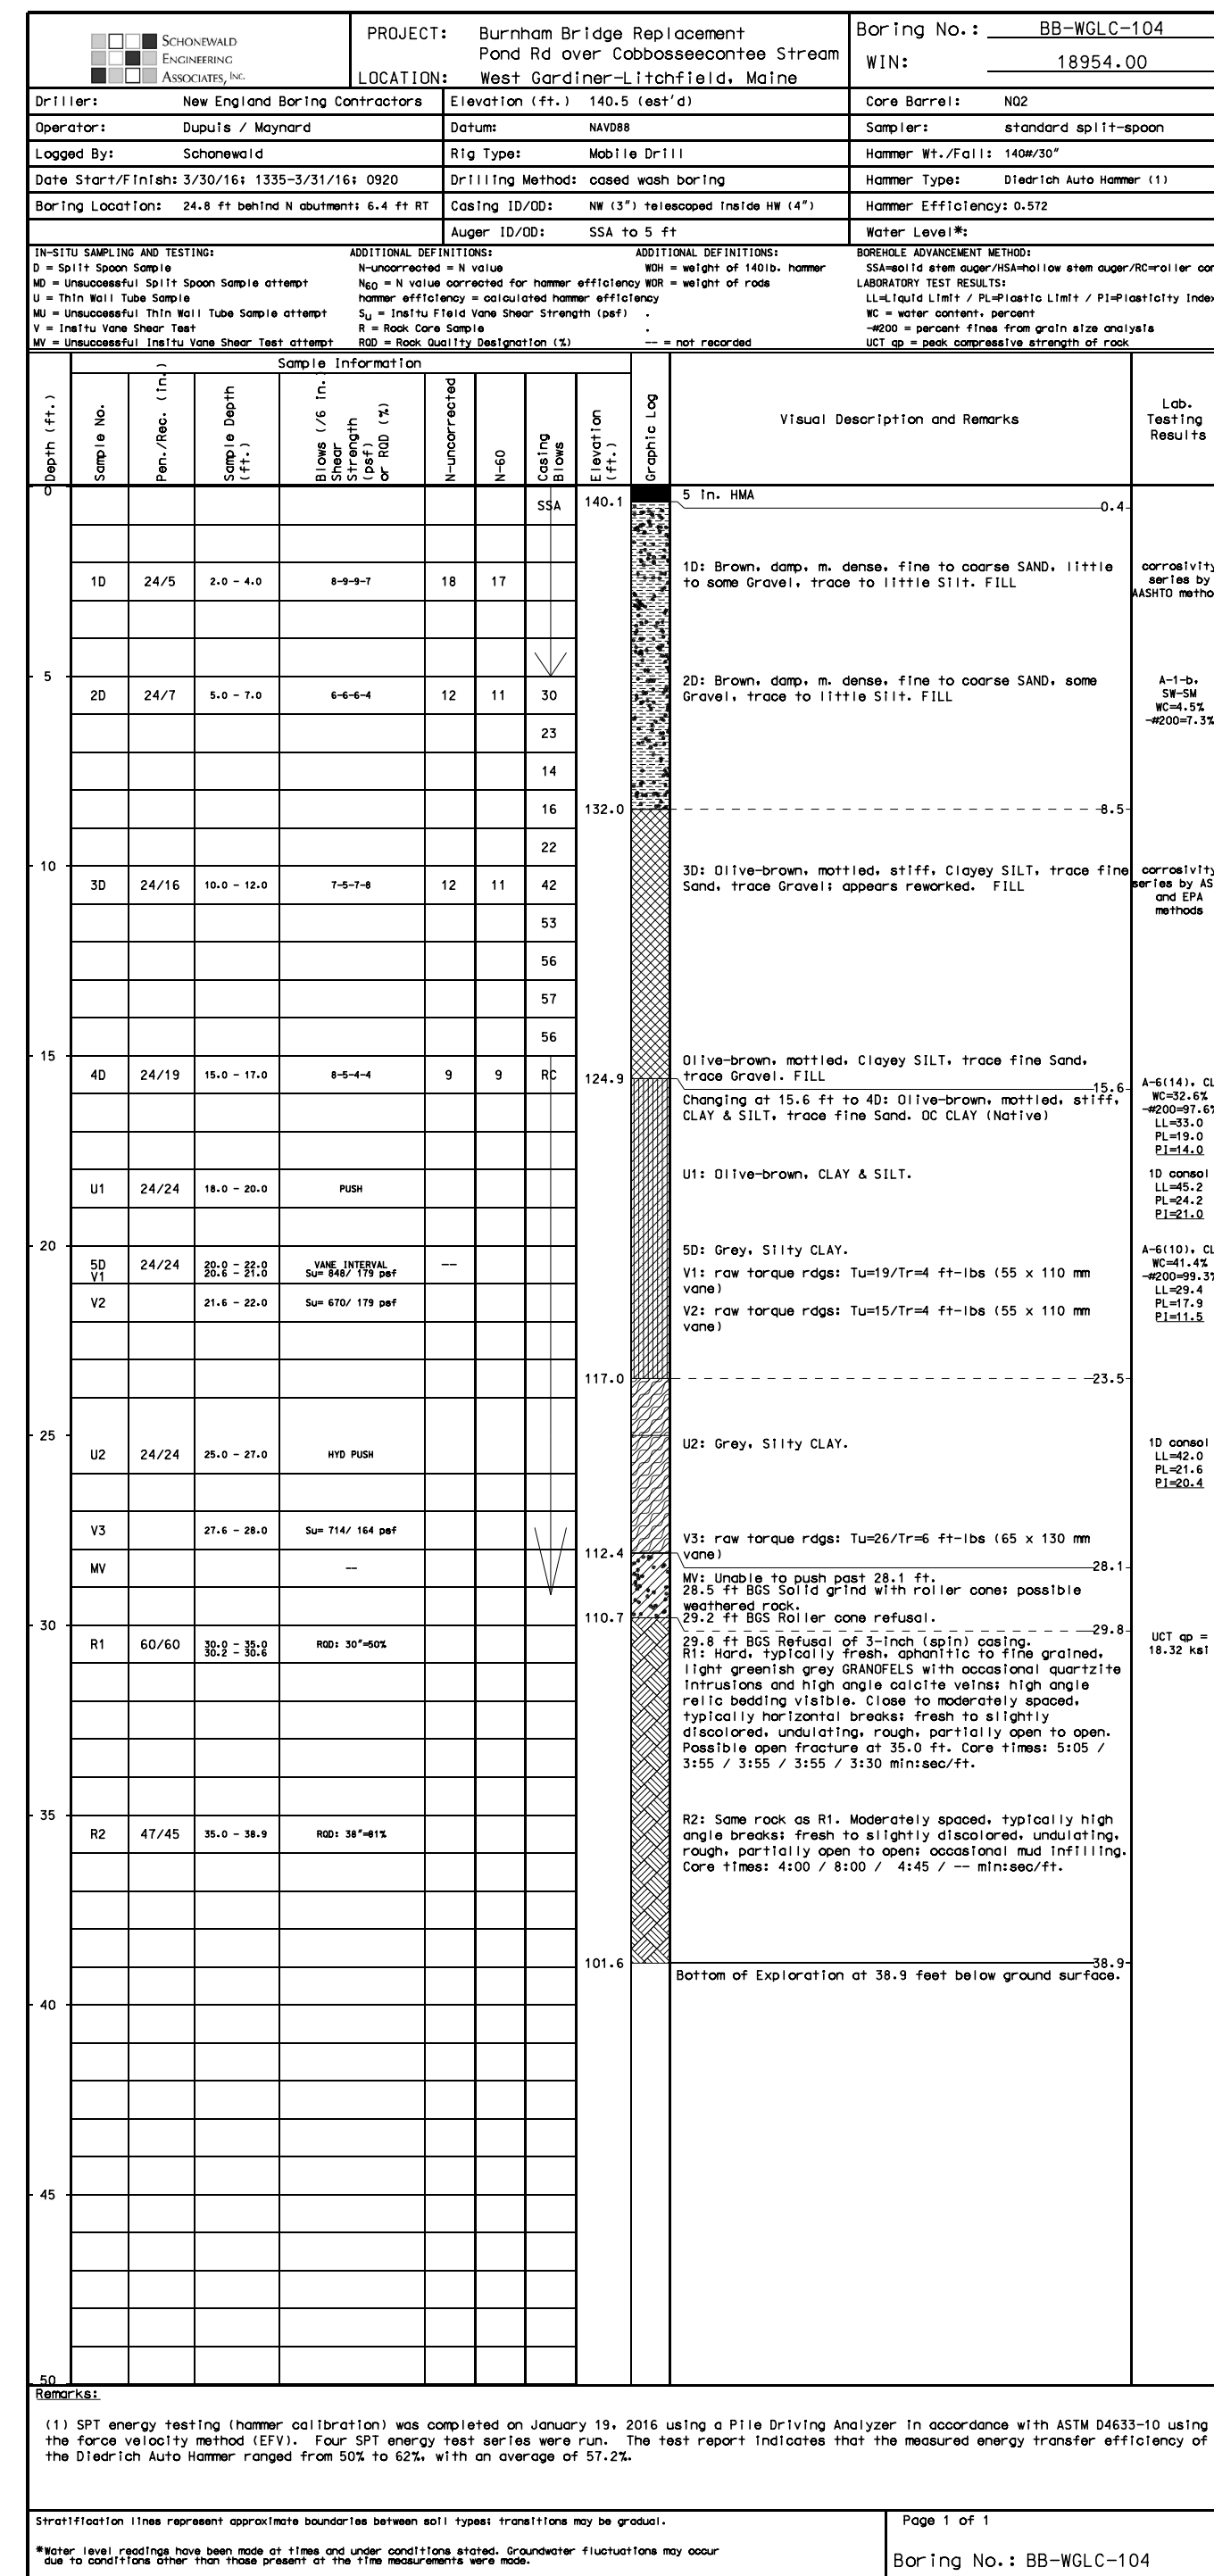 SCHONEWALD
ENGINEERING
ASSOCIATES, INC.
PROJECT: Burnham Bridge Replacement
Pond Rd over Cobbosseecontee Stream
LOCATION: West Gardiner-Litchfield, Maine
Boring No.: BB-WGLC-104
WIN: 18954.00
Driller: New England Boring Contractors Elevation (ft.) 140.5 (est'd) Core Barrel: NQ2
Operator: Dupuis / Maynard Datum: NAVD88 Sampler: standard split-spoon
Logged By: Schonewald Rig Type: Mobile Drill Hammer Wt./Fall: 140#/30"
Date Start/Finish: 3/30/16; 1335-3/31/16; 0920 Drilling Method: cased wash boring Hammer Type: Diedrich Auto Hammer (1)
Boring Location: 24.8 ft behind N abutment; 6.4 ft RT Casing ID/OD: NW (3") telescoped inside HW (4") Hammer Efficiency: 0.572
Auger ID/OD: SSA to 5 ft Water Level*:
IN-SITU SAMPLING AND TESTING: ADDITIONAL DEFINITIONS: ADDITIONAL DEFINITIONS: BOREHOLE ADVANCEMENT METHOD:
D = Split Spoon Sample N-uncorrected = N value WOH = weight of 140lb. hammer SSA=solid stem auger/HSA=hollow stem auger/RC=roller con
MD = Unsuccessful Split Spoon Sample attempt N60 = N value corrected for hammer efficiency WOR = weight of rods LABORATORY TEST RESULTS:
U = Thin Wall Tube Sample hammer efficiency = calculated hammer efficiency LL=Liquid Limit / PL=Plastic Limit / PI=Plasticity Index
MU = Unsuccessful Thin Wall Tube Sample attempt Su = Insitu Field Vane Shear Strength (psf) . WC = water content, percent
V = Insitu Vane Shear Test R = Rock Core Sample . -#200 = percent fines from grain size analysis
MV = Unsuccessful Insitu Vane Shear Test attempt RQD = Rock Quality Designation (%) -- = not recorded UCT qp = peak compressive strength of rock
Sample Information
Depth (ft.)
Sample No.
Pen./Rec. (in.)
Sample Depth
(ft.)
Blows (/6 in.
Shear
Strength
(psf)
or RQD (%)
N-uncorrected
N-60
Casing
Blows
Elevation
(ft.)
Graphic Log
Visual Description and Remarks
Lab.
Testing
Results
0 SSA 140.1 5 in. HMA 0.4
1D 24/5 2.0 - 4.0 8-9-9-7 18 17
1D: Brown, damp, m. dense, fine to coarse SAND, little
to some Gravel, trace to little Silt. FILL
corrosivity
series by
AASHTO metho
5
2D 24/7 5.0 - 7.0 6-6-6-4 12 11 30
2D: Brown, damp, m. dense, fine to coarse SAND, some
Gravel, trace to little Silt. FILL
A-1-b,
SW-SM
WC=4.5%
-#200=7.3%
23
14
16 132.0 8.5
22
10
3D 24/16 10.0 - 12.0 7-5-7-8 12 11 42
3D: Olive-brown, mottled, stiff, Clayey SILT, trace fine
Sand, trace Gravel; appears reworked. FILL
corrosivity
series by AS
and EPA
methods
53
56
57
56
15
4D 24/19 15.0 - 17.0 8-5-4-4 9 9 RC 124.9
Olive-brown, mottled, Clayey SILT, trace fine Sand,
trace Gravel. FILL
15.6
Changing at 15.6 ft to 4D: Olive-brown, mottled, stiff,
CLAY & SILT, trace fine Sand. OC CLAY (Native)
A-6(14), CL
WC=32.6%
-#200=97.6%
LL=33.0
PL=19.0
PI=14.0
U1 24/24 18.0 - 20.0 PUSH
U1: Olive-brown, CLAY & SILT.
1D consol
LL=45.2
PL=24.2
PI=21.0
20
5D 24/24 20.0 - 22.0 VANE INTERVAL --
V1 20.6 - 21.0 Su= 848/ 179 psf
5D: Grey, Silty CLAY.
V1: raw torque rdgs: Tu=19/Tr=4 ft-lbs (55 x 110 mm
vane)
V2 21.6 - 22.0 Su= 670/ 179 psf
V2: raw torque rdgs: Tu=15/Tr=4 ft-lbs (55 x 110 mm
vane)
A-6(10), CL
WC=41.4%
-#200=99.3%
LL=29.4
PL=17.9
PI=11.5
117.0 23.5
25
U2 24/24 25.0 - 27.0 HYD PUSH
U2: Grey, Silty CLAY.
1D consol
LL=42.0
PL=21.6
PI=20.4
V3 27.6 - 28.0 Su= 714/ 164 psf
V3: raw torque rdgs: Tu=26/Tr=6 ft-lbs (65 x 130 mm
vane)
112.4 28.1
MV --
MV: Unable to push past 28.1 ft.
28.5 ft BGS Solid grind with roller cone; possible
weathered rock.
29.2 ft BGS Roller cone refusal.
110.7 29.8
30
29.8 ft BGS Refusal of 3-inch (spin) casing.
R1 60/60 30.0 - 35.0 RQD: 30"=50%
30.2 - 30.6
R1: Hard, typically fresh, aphanitic to fine grained,
light greenish grey GRANOFELS with occasional quartzite
intrusions and high angle calcite veins; high angle
relic bedding visible. Close to moderately spaced,
typically horizontal breaks; fresh to slightly
discolored, undulating, rough, partially open to open.
Possible open fracture at 35.0 ft. Core times: 5:05 /
3:55 / 3:55 / 3:55 / 3:30 min:sec/ft.
UCT qp =
18.32 ksi
35
R2 47/45 35.0 - 38.9 RQD: 38"=81%
R2: Same rock as R1. Moderately spaced, typically high
angle breaks; fresh to slightly discolored, undulating,
rough, partially open to open; occasional mud infilling.
Core times: 4:00 / 8:00 / 4:45 / -- min:sec/ft.
101.6 38.9
Bottom of Exploration at 38.9 feet below ground surface.
40
45
50
Remarks:
(1) SPT energy testing (hammer calibration) was completed on January 19, 2016 using a Pile Driving Analyzer in accordance with ASTM D4633-10 using
the force velocity method (EFV). Four SPT energy test series were run. The test report indicates that the measured energy transfer efficiency of
the Diedrich Auto Hammer ranged from 50% to 62%, with an average of 57.2%.
Stratification lines represent approximate boundaries between soil types; transitions may be gradual.
*Water level readings have been made at times and under conditions stated. Groundwater fluctuations may occur
due to conditions other than those present at the time measurements were made.
Page 1 of 1
Boring No.: BB-WGLC-104